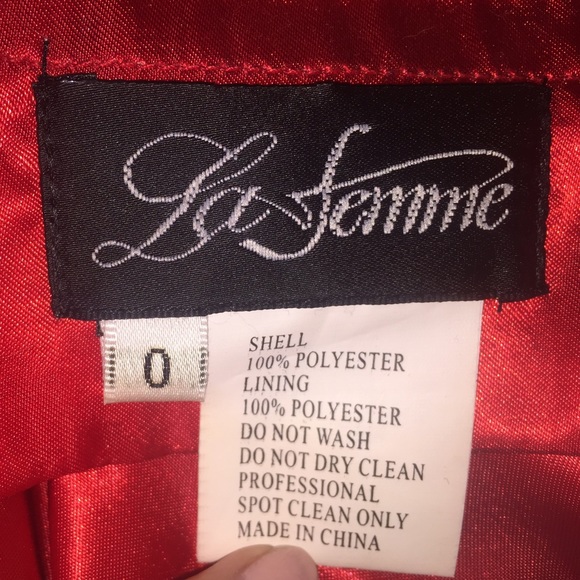 La Femme
0
SHELL
100% POLYESTER
LINING
100% POLYESTER
DO NOT WASH
DO NOT DRY CLEAN
PROFESSIONAL
SPOT CLEAN ONLY
MADE IN CHINA